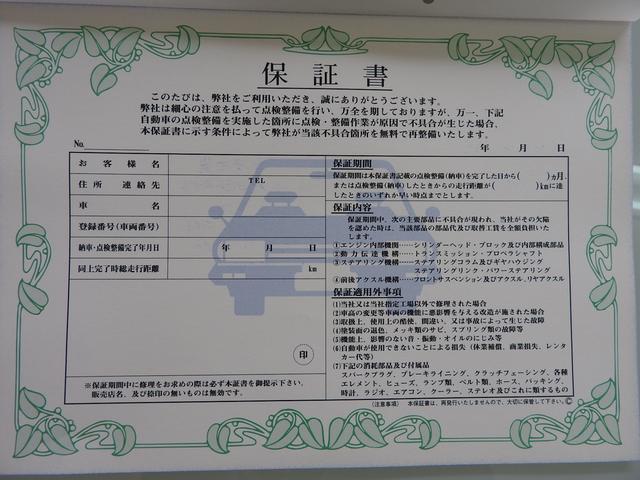 保証書
このたびは、弊社をご利用いただき、誠にありがとうございます。
弊社は細心の注意を払って点検整備を行い、万全を期しておりますが、万一、下記
自動車の点検整備を実施した箇所に点検・整備作業が原因で不具合が生じた場合、
本保証書に示す条件によって弊社が当該不具合箇所を無料で再整備いたします。
No.
年 月 日
お客様名
住所 連絡先 TEL
車名
登録番号(車両番号)
納車・点検整備完了年月日 年 月 日
同上完了時総走行距離 km
印
※保証期間中に修理をお求めの際は必ず本証書を御提示下さい。
販売店名、及び捺印の無いものは無効です。
保証期間
保証期間は本保証書記載の点検整備(納車)を完了した日から( )ヵ月、
または点検整備(納車)したときからの走行距離が( )kmに達
したときのいずれか早い時点までとします。
保証内容
保証期間中、次の主要部品に不具合が現われ、当社がその欠陥
を認めた時は、当該部品の部品代及び取替工賃を全額負担いた
します。
①エンジン内部機関……シリンダーヘッド・ブロック及び内部構成部品
②動力伝達機構……トランスミッション・プロペラシャフト
③ステアリング機構……ステアリングコラム及びギヤハウジング
ステアリングリンク・パワーステアリング
④前後アクスル機構……フロントサスペンション及びアクスル、リヤアクスル
保証適用外事項
(1)当社又は当社指定工場以外で修理された場合
(2)車高の変更等車両の機能に悪影響を与える改造が施された場合
(3)取扱上、使用上の酷使、間違い、又は事故によって生じた故障
(4)塗装面の退色、メッキ類のサビ、スプリング類の故障等
(5)機能上、影響のない音・振動・オイルのにじみ等
(6)自動車が使用できないことによる損失(休業補償、商業損失、レンタ
カー代等)
(7)下記の消耗部品及び付属品
スパークプラグ、ブレーキライニング、クラッチフェーシング、各種
エレメント、ヒューズ、ランプ類、ベルト類、ホース、パッキング、
時計、ラジオ、エアコン、クーラー、ステレオ及びこれに類するもの
(注意事項) 本保証書は、再発行いたしませんので、大切に保管して下さい。Ⓒ